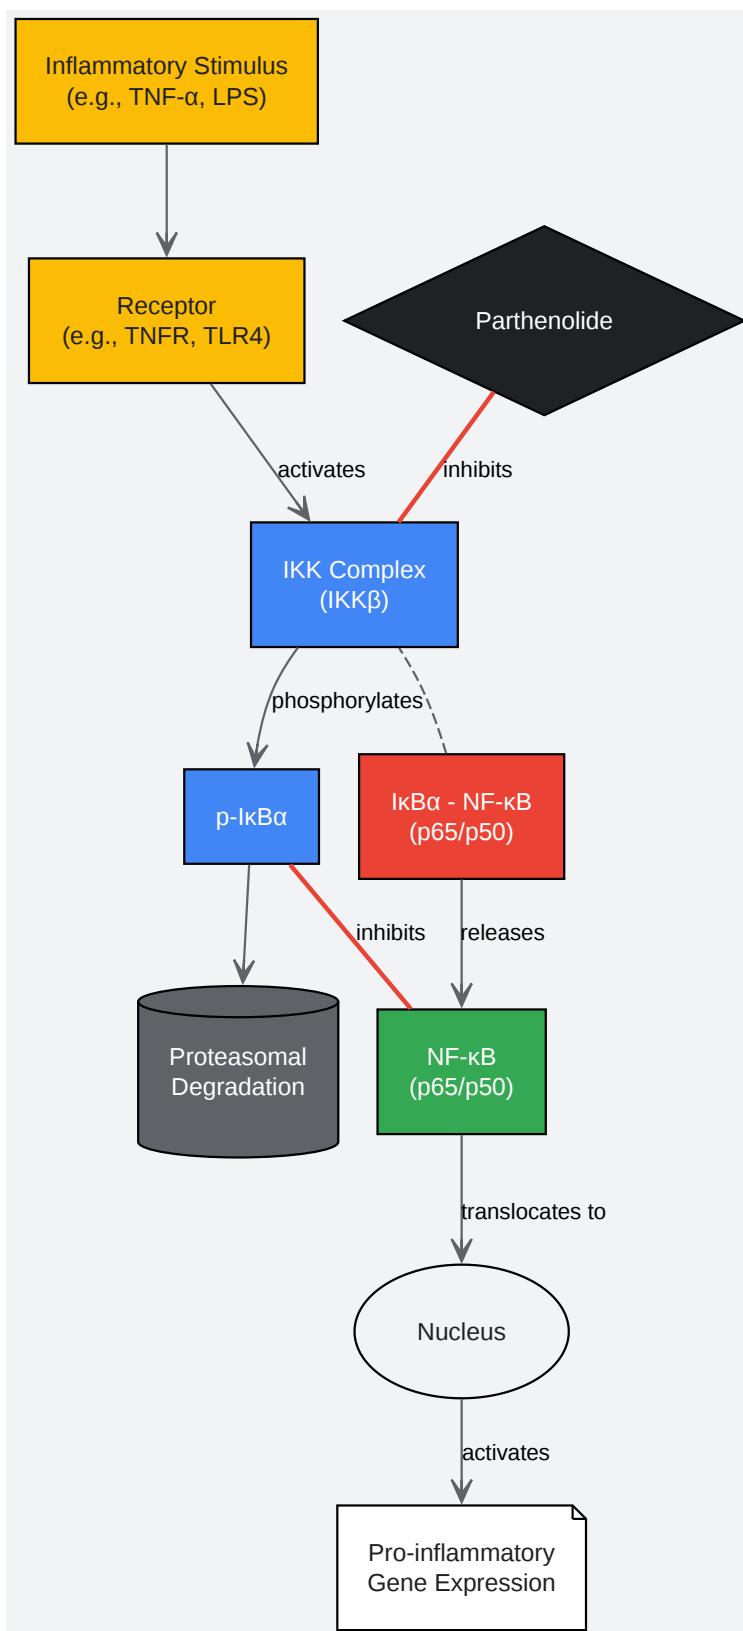 Inflammatory Stimulus
(e.g., TNF-α, LPS)
Receptor
(e.g., TNFR, TLR4)
Parthenolide
activates
inhibits
IKK Complex
(IKKβ)
phosphorylates
p-IκBα
IκBα - NF-κB
(p65/p50)
inhibits
releases
Proteasomal
Degradation
NF-κB
(p65/p50)
translocates to
Nucleus
activates
Pro-inflammatory
Gene Expression